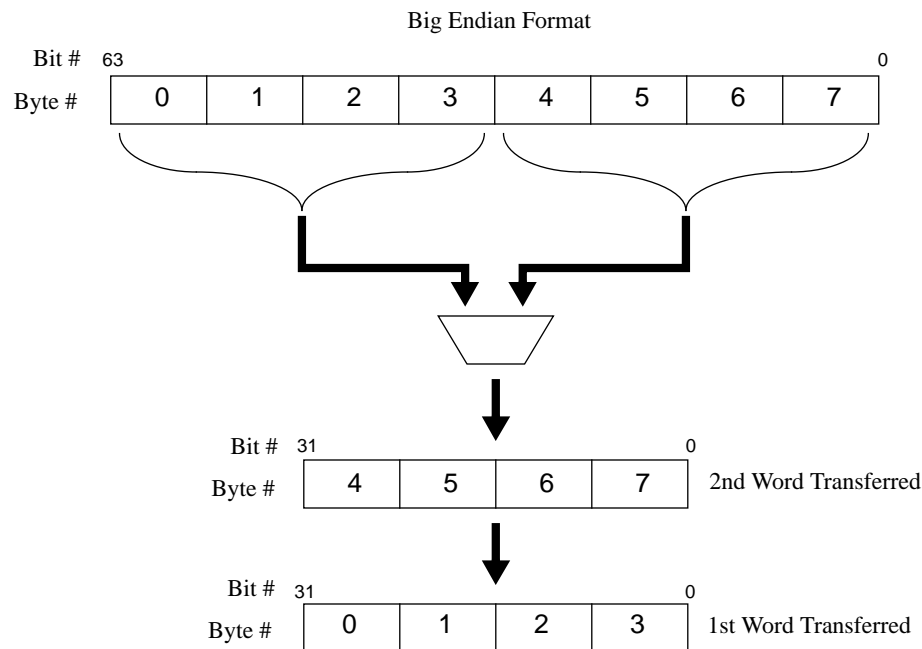 Big Endian Format
Bit # 63 0
Byte # 0 1 2 3 4 5 6 7
Bit # 31 0
Byte # 4 5 6 7 2nd Word Transferred
Bit # 31 0
Byte # 0 1 2 3 1st Word Transferred